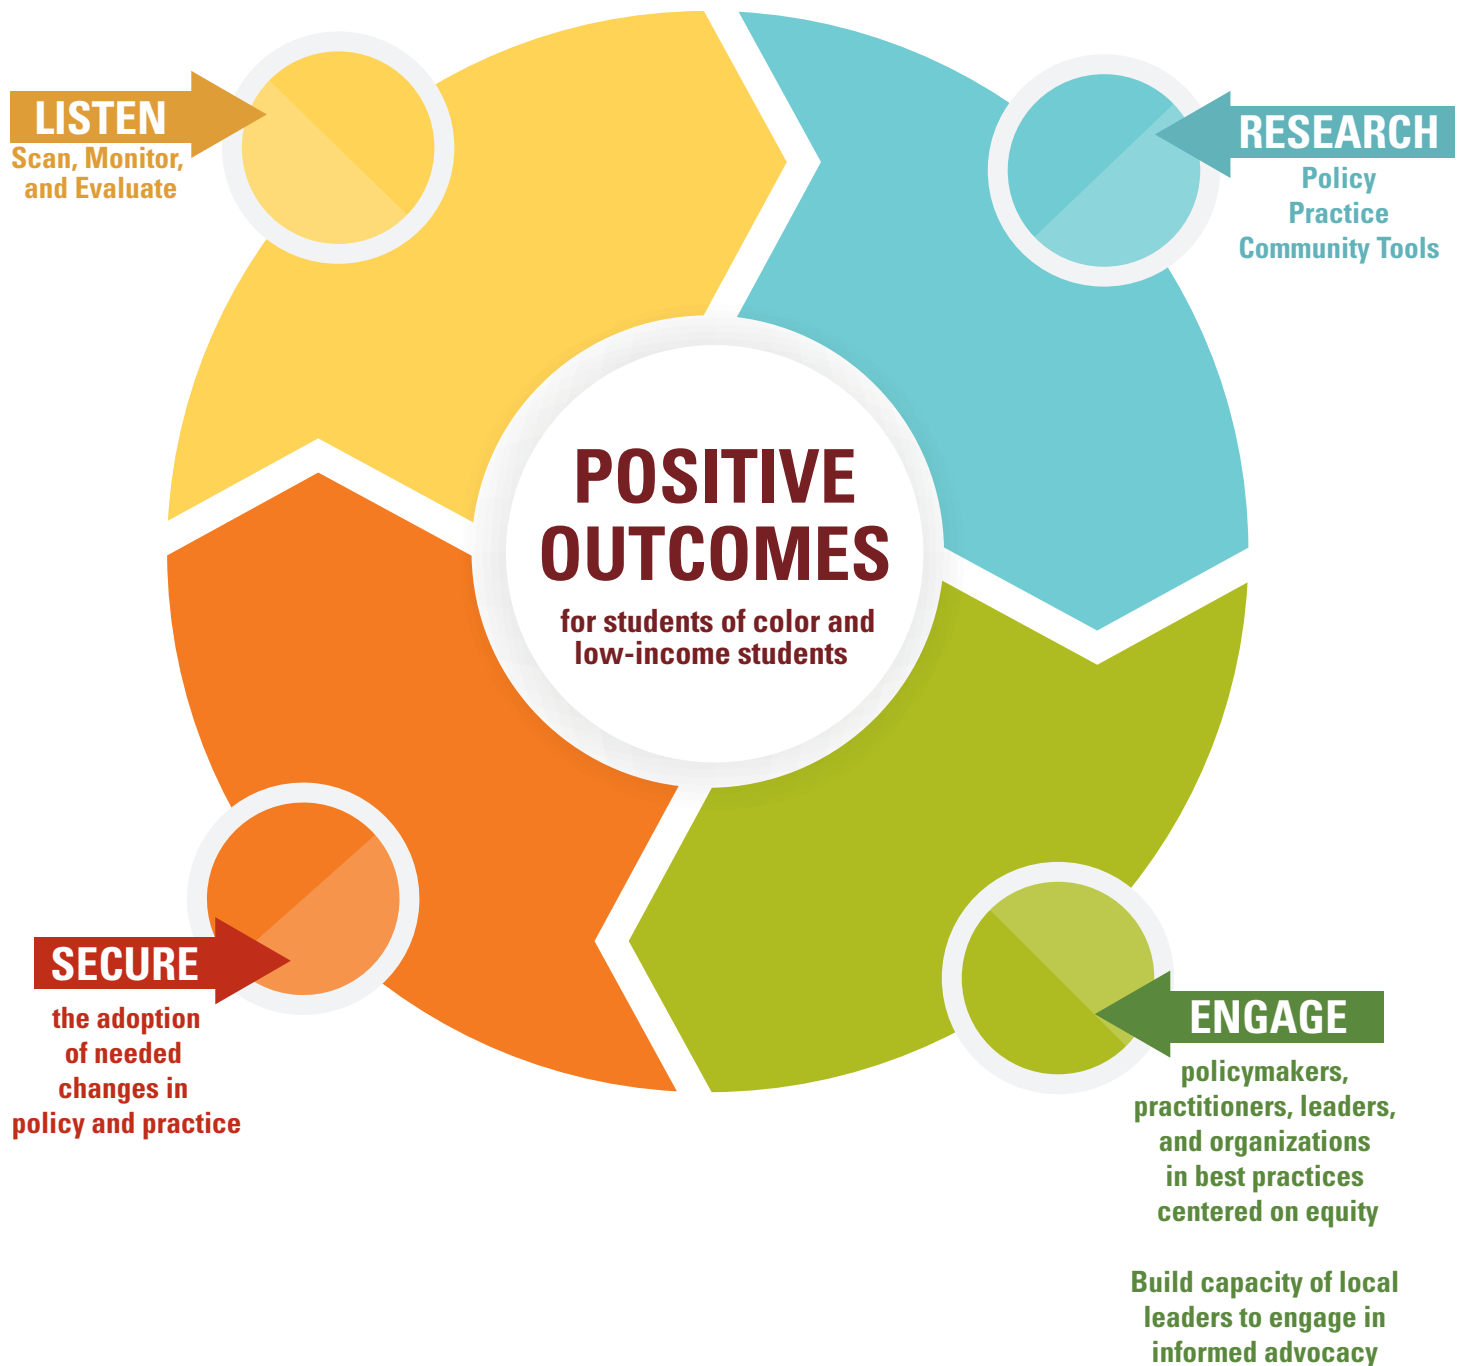 LISTEN
Scan, Monitor,
and Evaluate
RESEARCH
Policy
Practice
Community Tools
POSITIVE
OUTCOMES
for students of color and
low-income students
SECURE
the adoption
of needed
changes in
policy and practice
ENGAGE
policymakers,
practitioners, leaders,
and organizations
in best practices
centered on equity
Build capacity of local
leaders to engage in
informed advocacy